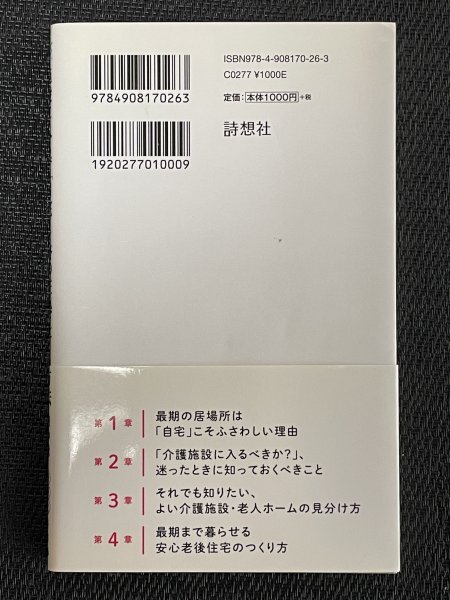 ISBN978-4-908170-26-3
C0277 ¥1000E
定価:本体1000円+税
9784908170263
詩想社
1920277010009
第1章
最期の居場所は
「自宅」こそふさわしい理由
第2章
「介護施設に入るべきか?」、
迷ったときに知っておくべきこと
第3章
それでも知りたい、
よい介護施設・老人ホームの見分け方
第4章
最期まで暮らせる
安心老後住宅のつくり方